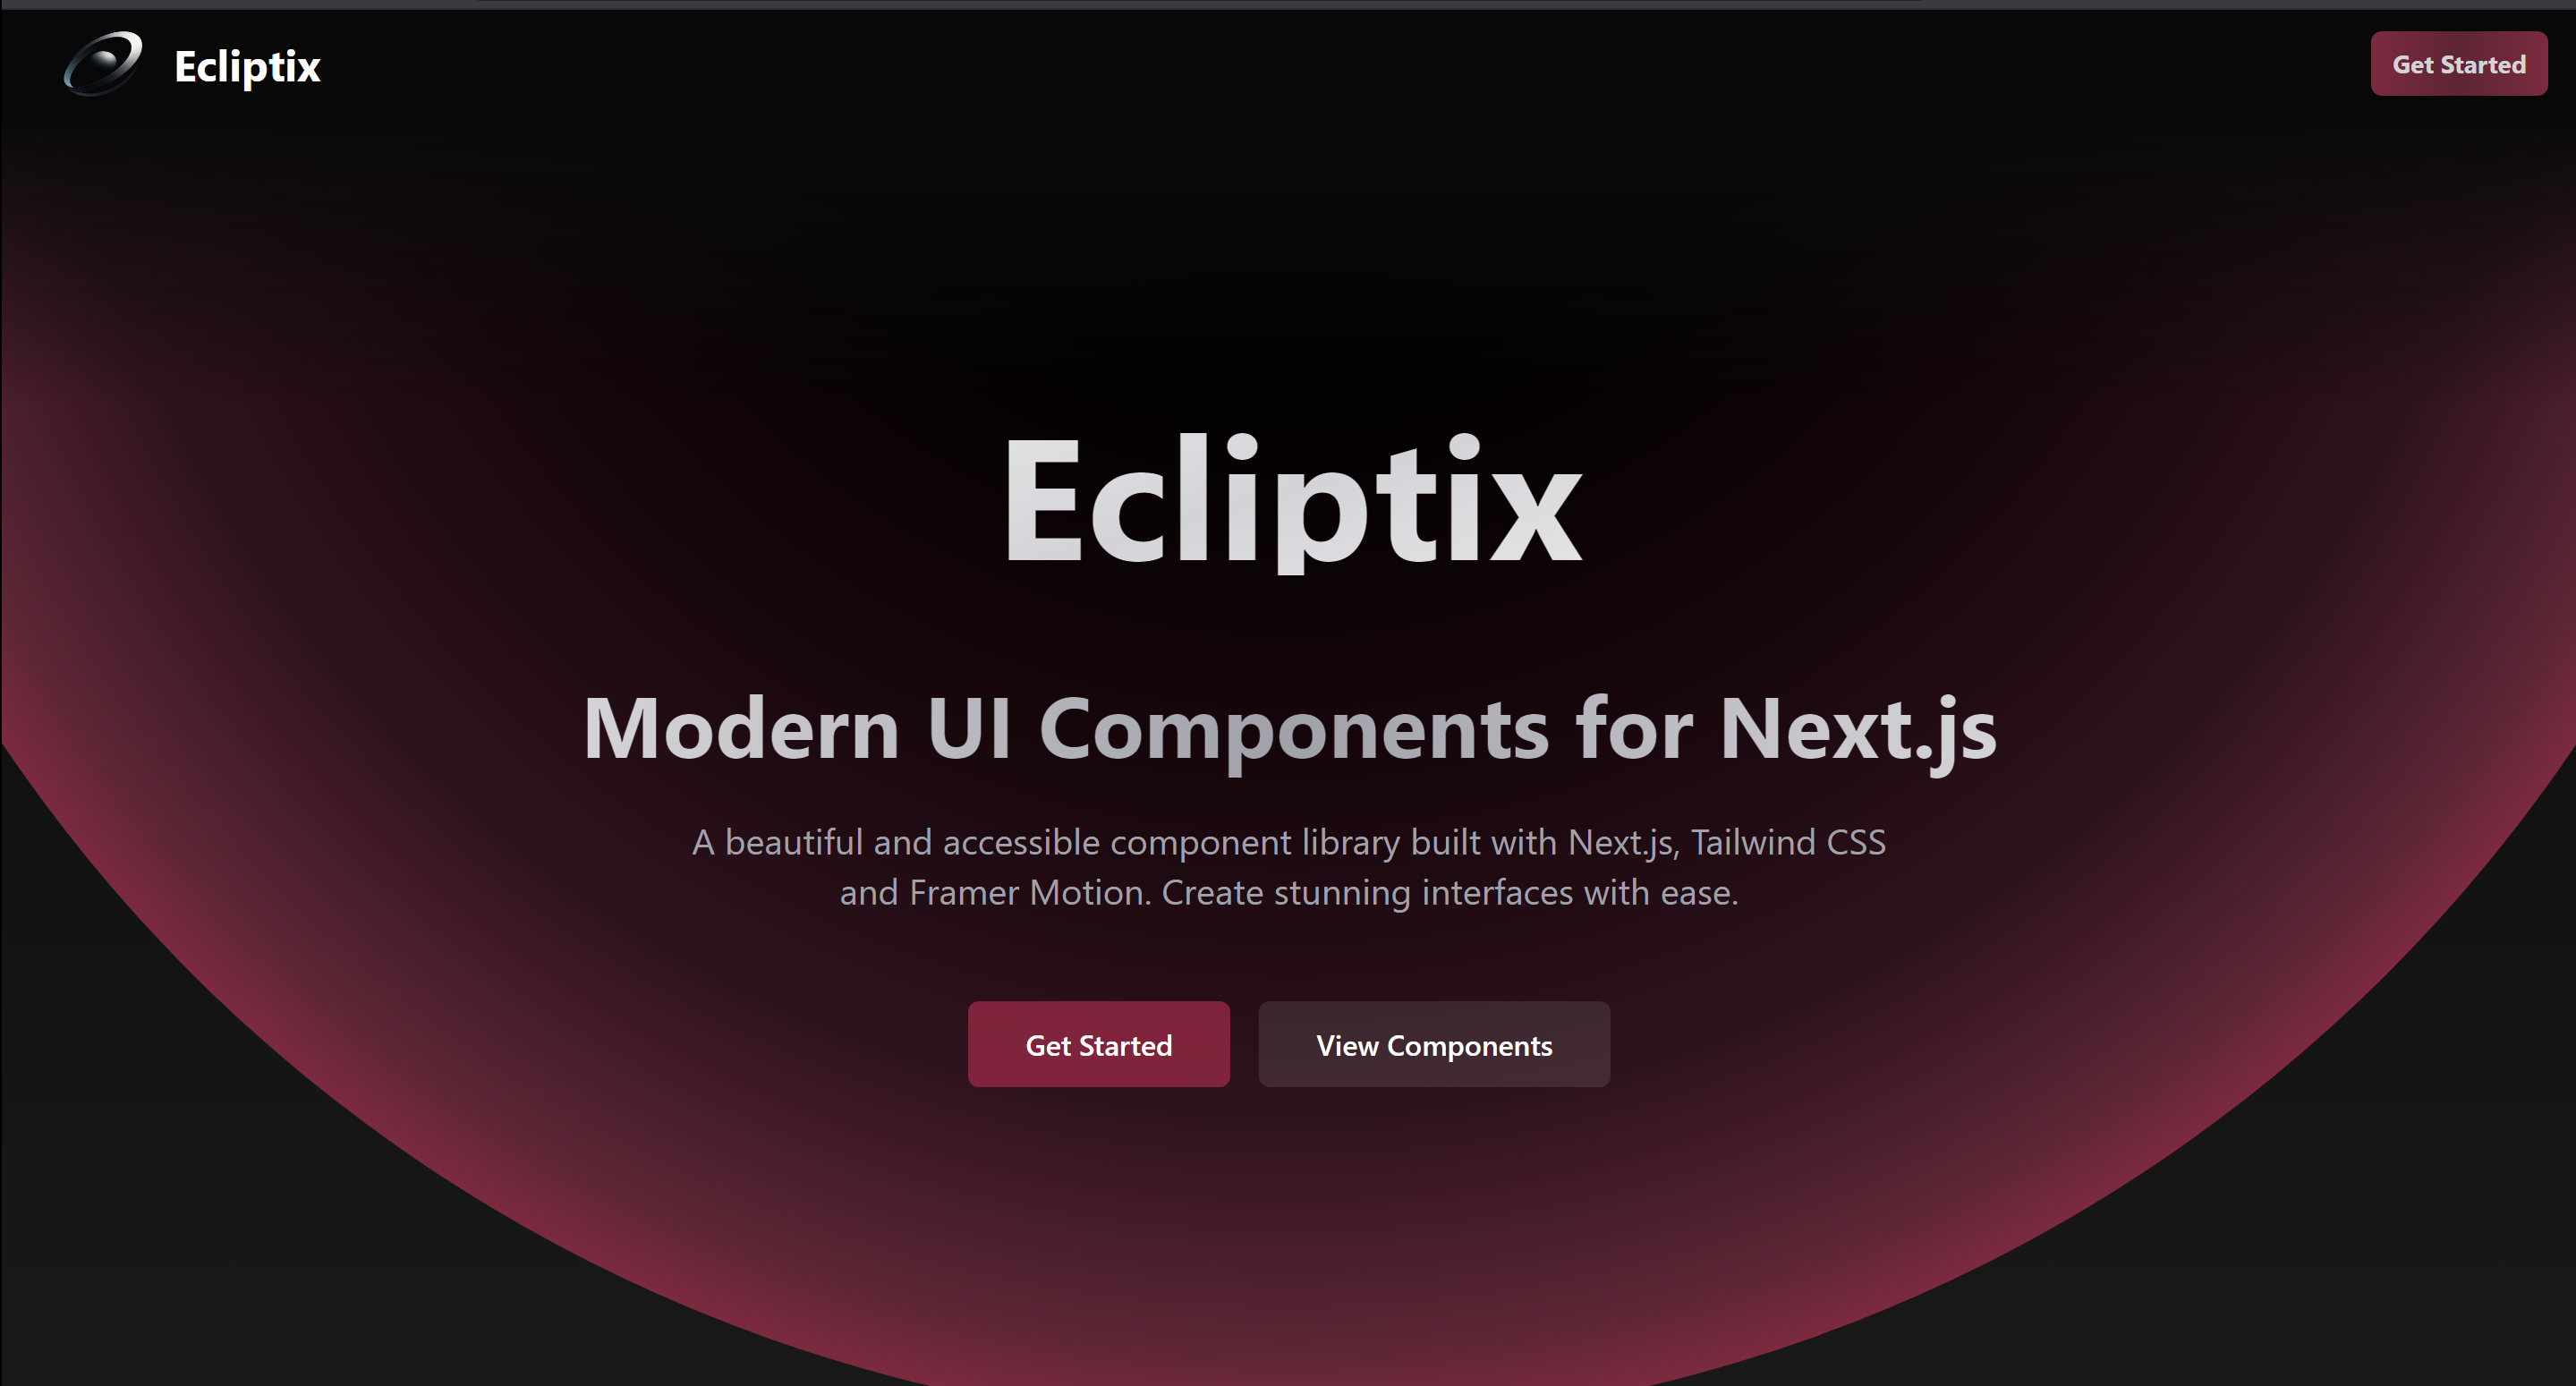 Ecliptix
Get Started
Ecliptix
Modern UI Components for Next.js
A beautiful and accessible component library built with Next.js, Tailwind CSS
and Framer Motion. Create stunning interfaces with ease.
Get Started
View Components